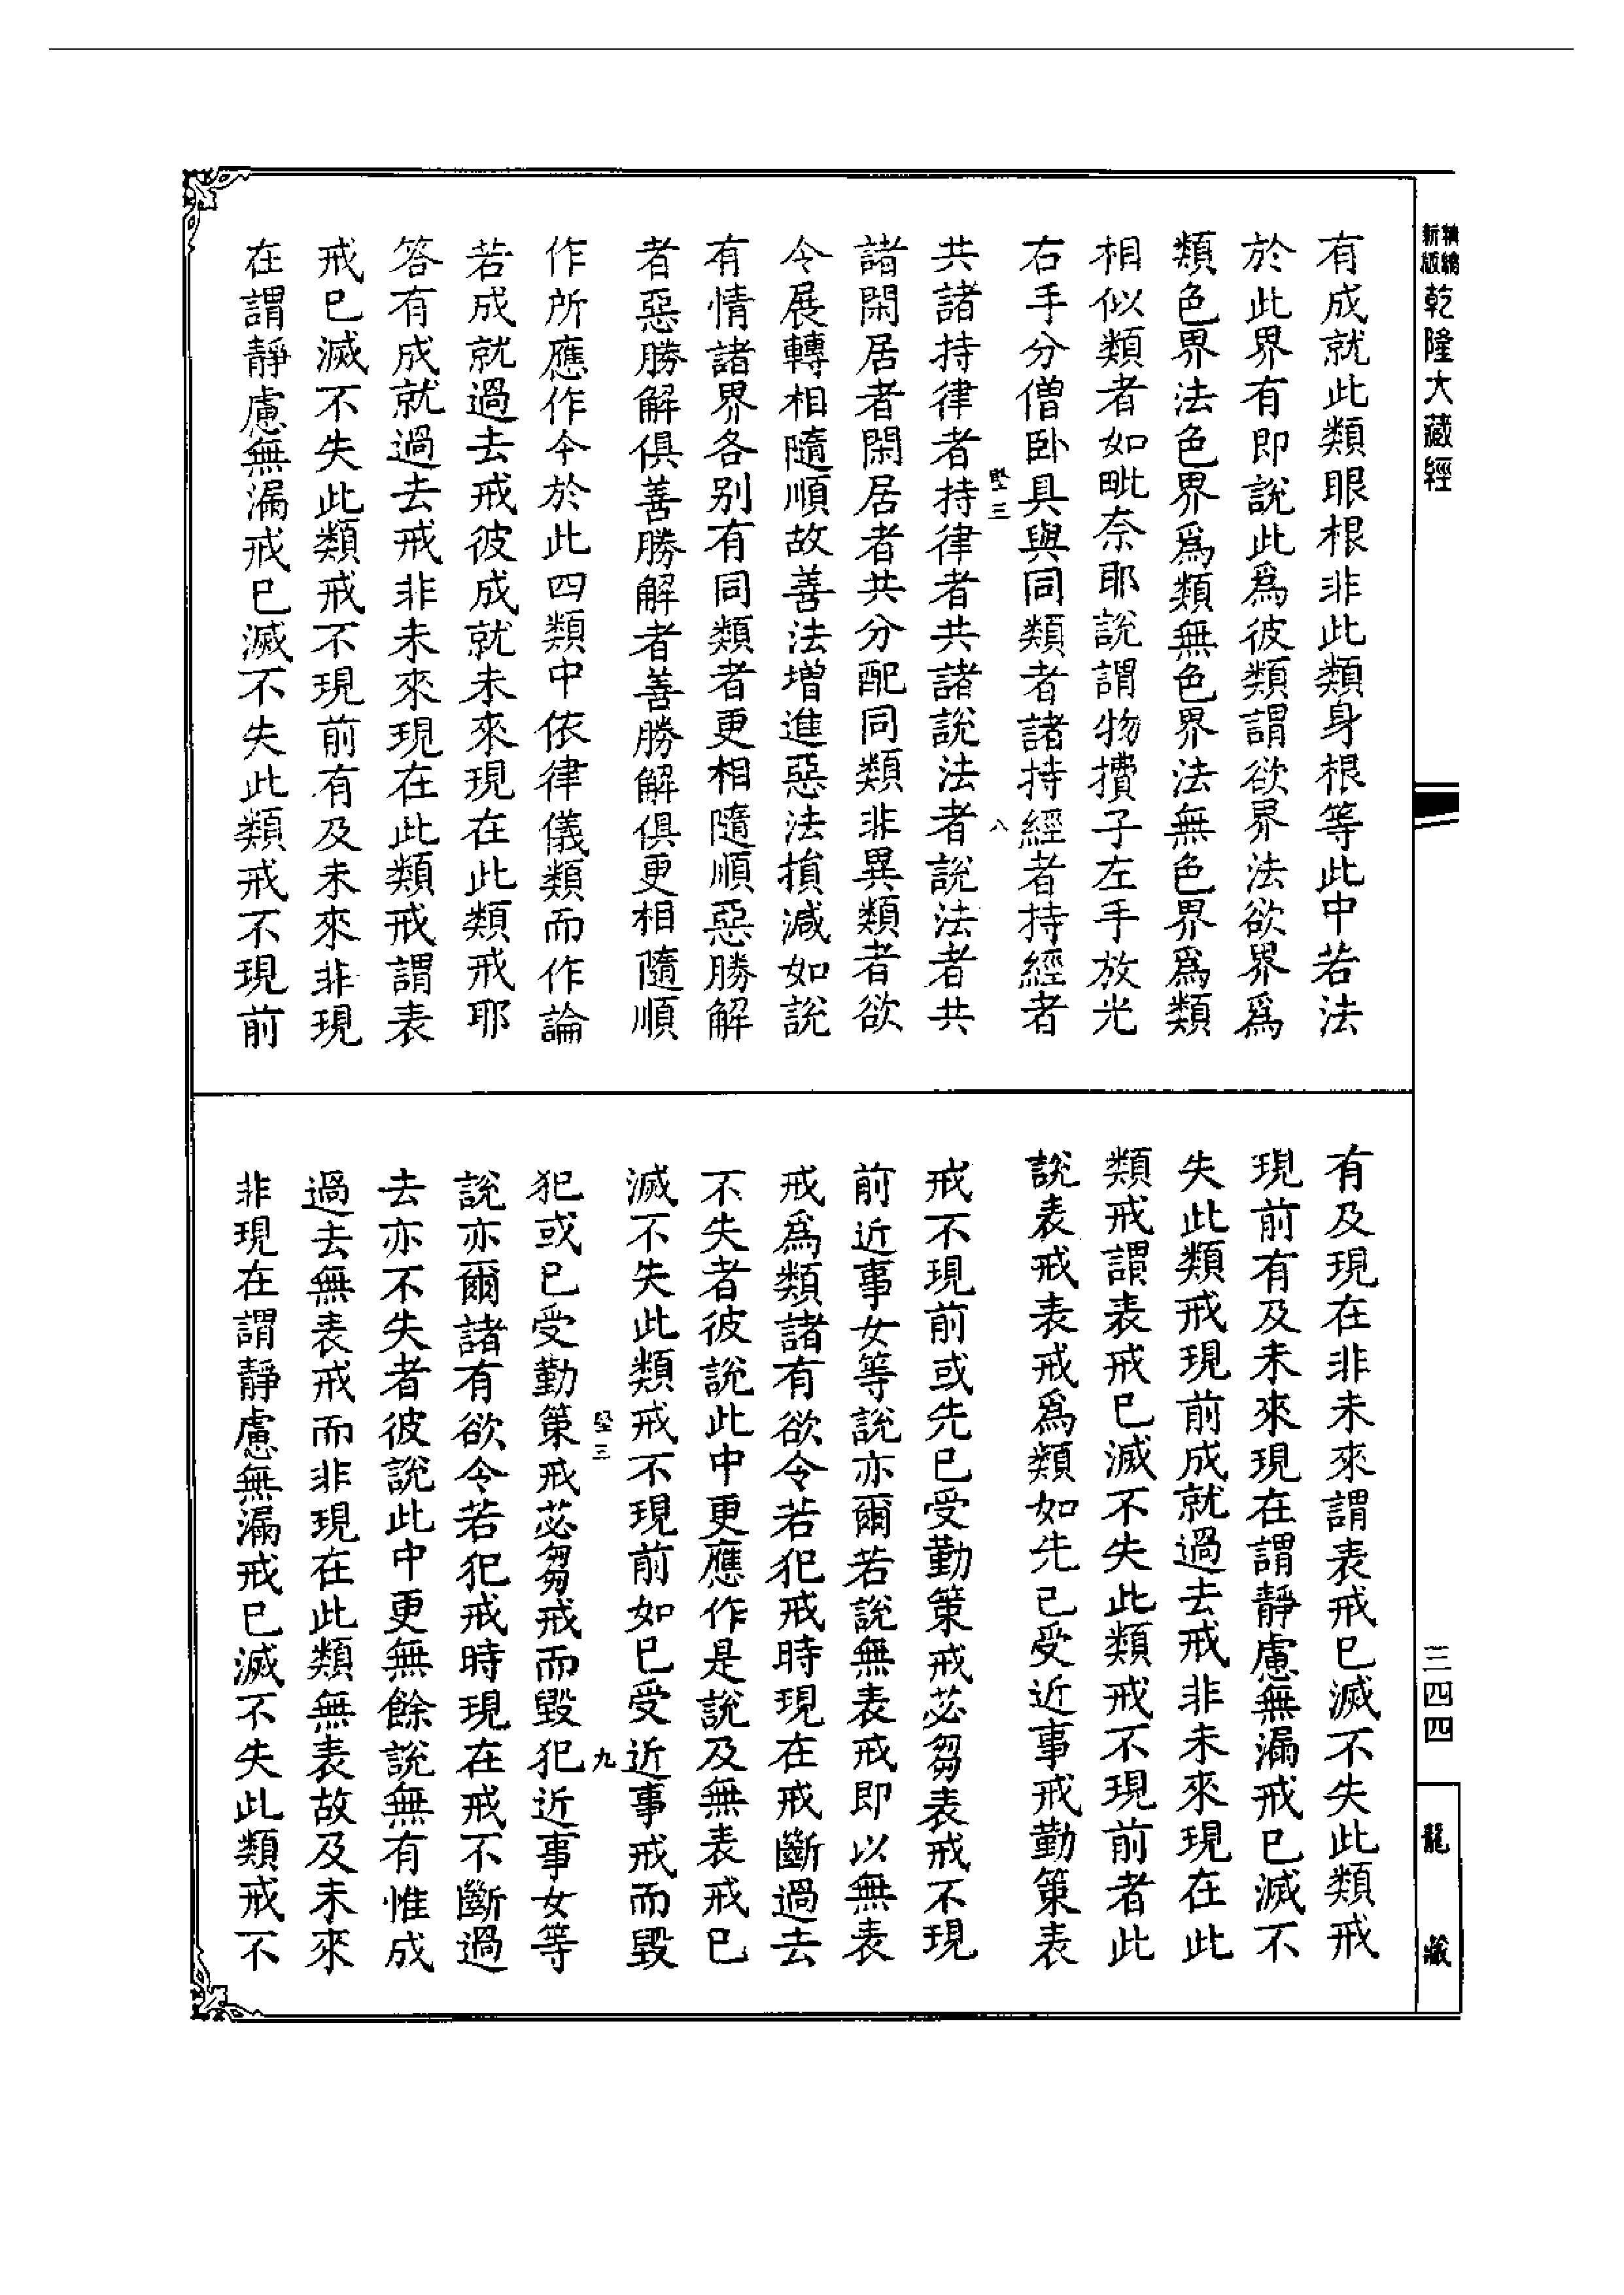 新編
新版
乾隆大藏經
有成就此類眼根非此類身根等此中若法
於此界有即說此爲彼類謂欲界法欲界爲
類色界法色界爲類無色界法無色界爲類
相似類者如毗奈耶說謂物擯子左手放光
右手分僧臥具與同類者諸持經者持經者
堅三
八
共諸持律者持律者共諸說法者說法者共
諸閑居者閑居者共分配同類非異類者欲
令展轉相隨順故善法增進惡法損減如說
有情諸界各別有同類者更相隨順惡勝解
者惡勝解俱善勝解者善勝解俱更相隨順
作所應作今於此四類中依律儀類而作論
若成就過去戒彼成就未來現在此類戒耶
答有成就過去戒非未來現在此類戒謂表
戒已滅不失此類戒不現前有及未來非現
在謂靜慮無漏戒已滅不失此類戒不現前
有及現在非未來謂表戒已滅不失此類戒
現前有及未來現在謂靜慮無漏戒已滅不
失此類戒現前成就過去戒非未來現在此
類戒謂表戒已滅不失此類戒不現前者此
說表戒表戒爲類如先已受近事戒勤策表
戒不現前或先已受勤策戒苾芻表戒不現
前近事女等說亦爾若說無表戒即以無表
戒爲類諸有欲令若犯戒時現在戒斷過去
不失者彼說此中更應作是說及無表戒已
滅不失此類戒不現前如已受近事戒而毀
堅三
九
犯或已受勤策戒苾芻戒而毀犯近事女等
說亦爾諸有欲令若犯戒時現在戒不斷過
去亦不失者彼說此中更無餘說無有惟成
過去無表戒而非現在此類無表故及未來
非現在謂靜慮無漏戒已滅不失此類戒不
三四四
龍藏